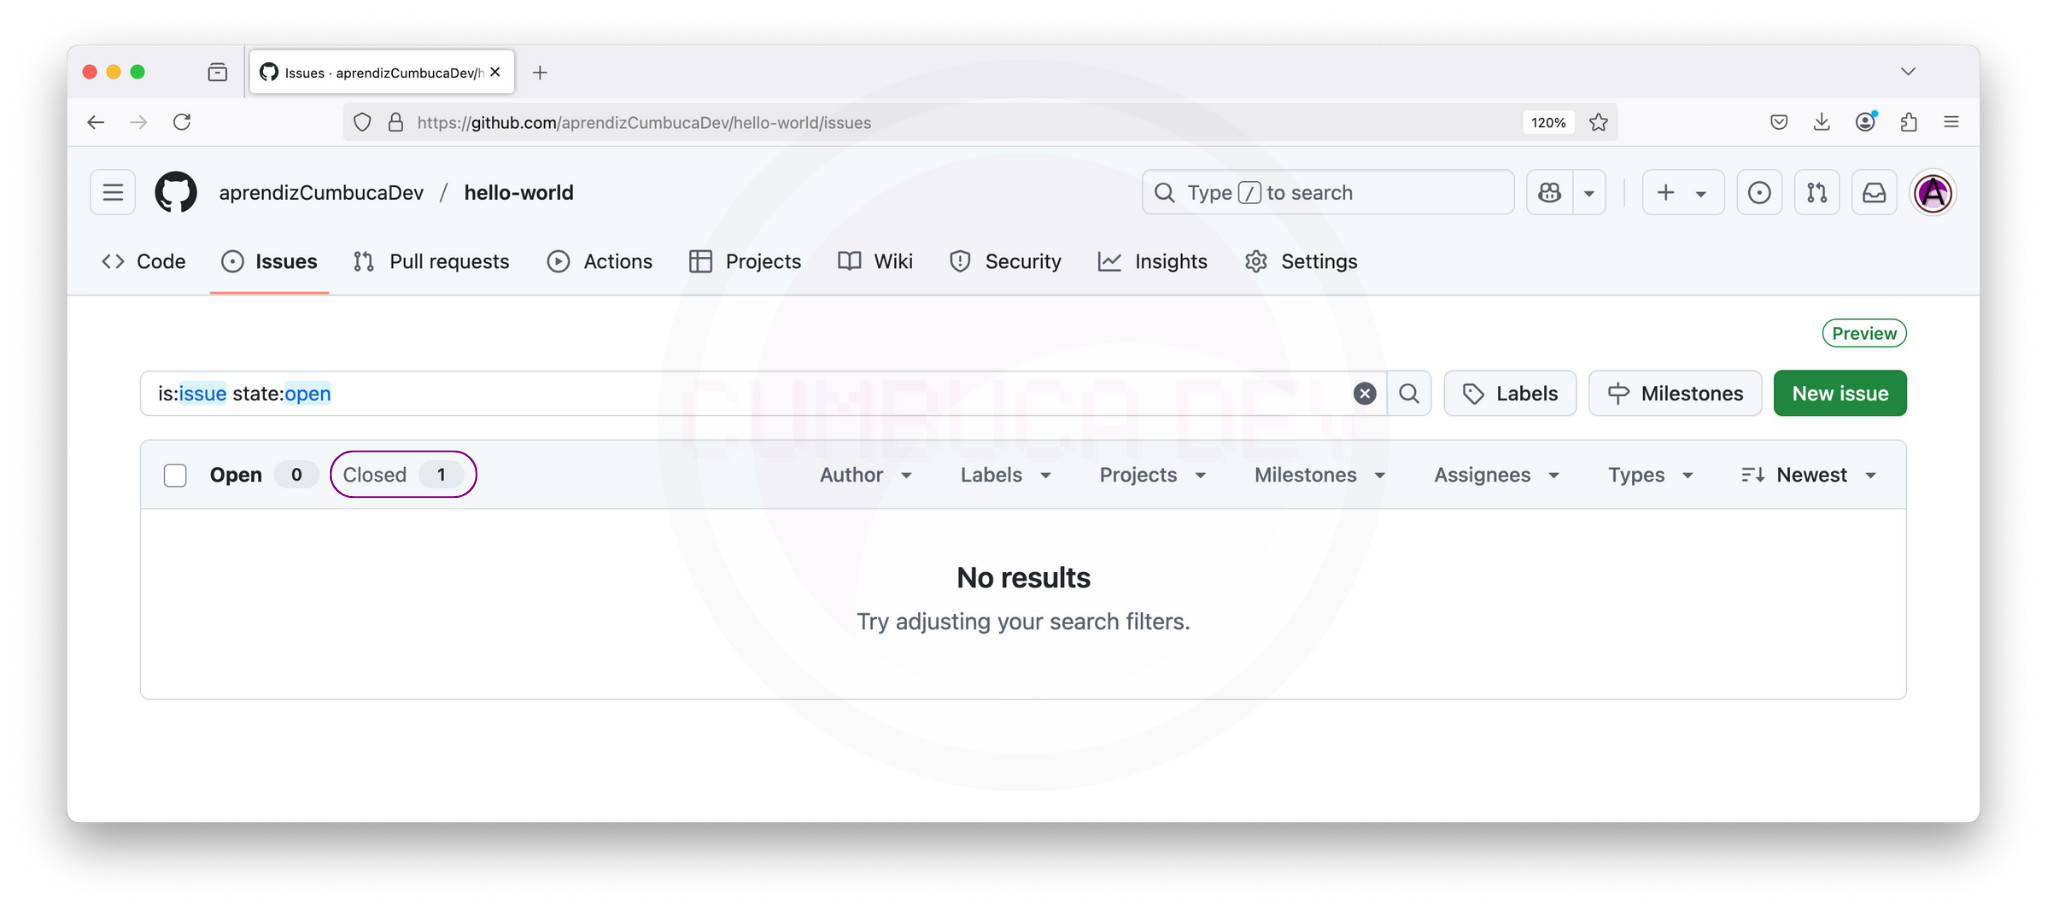 Issues · aprendizCumbucaDev/h
https://github.com/aprendizCumbucaDev/hello-world/issues
120%
aprendizCumbucaDev / hello-world
Type / to search
A
Code Issues Pull requests Actions Projects Wiki Security Insights Settings
Preview
is:issue state:open
Labels
Milestones
New issue
CUMBUCA DEV
Open 0 Closed 1 Author Labels Projects Milestones Assignees Types Newest
No results
Try adjusting your search filters.